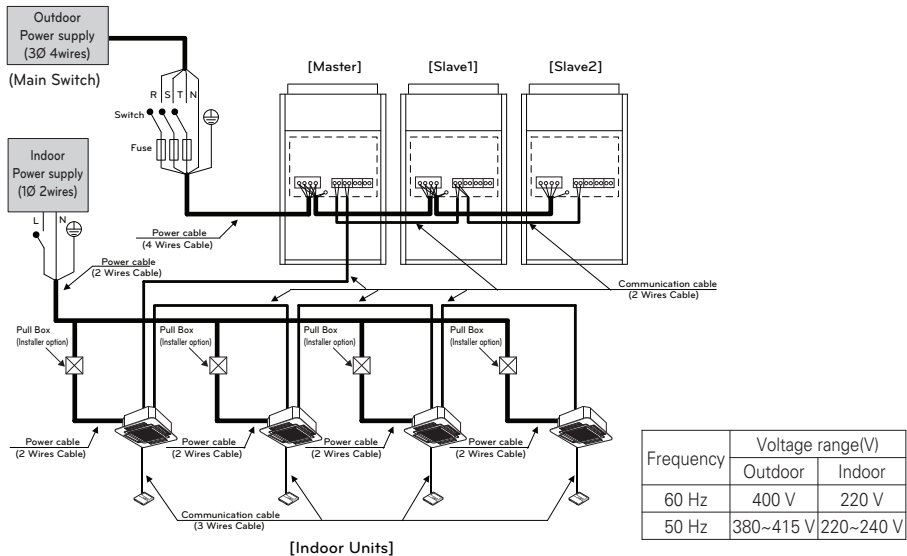 Outdoor
Power supply
(3Ø 4wires)
(Main Switch)
R S T N
Switch
Fuse
[Master]
[Slave1]
[Slave2]
Indoor
Power supply
(1Ø 2wires)
L N
Power cable
(4 Wires Cable)
Power cable
(2 Wires Cable)
Communication cable
(2 Wires Cable)
Pull Box
(Installer option)
Pull Box
(Installer option)
Pull Box
(Installer option)
Pull Box
(Installer option)
Power cable
(2 Wires Cable)
Power cable
(2 Wires Cable)
Power cable
(2 Wires Cable)
Power cable
(2 Wires Cable)
Communication cable
(3 Wires Cable)
[Indoor Units]
Frequency Voltage range(V)
Outdoor Indoor
60 Hz 400 V 220 V
50 Hz 380~415 V 220~240 V